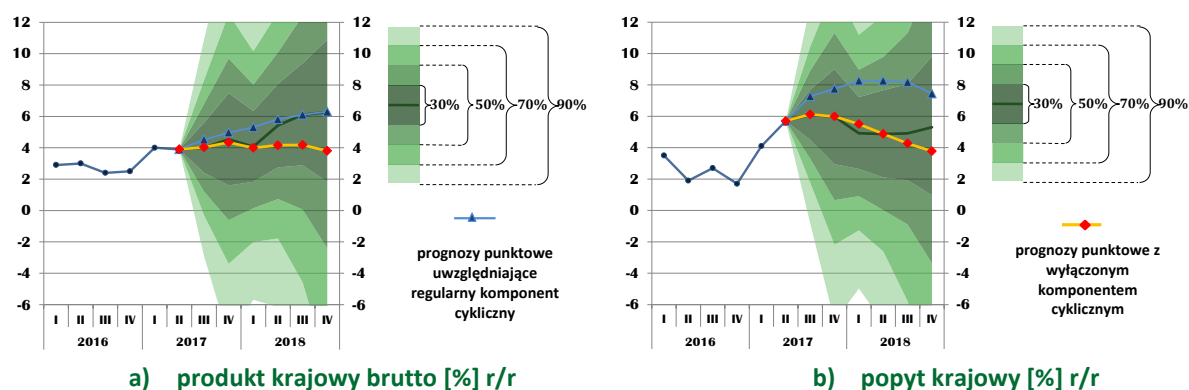 12 12
10 10
8 8
6 6
4 4
2 2
0 0
-2 -2
-4 -4
-6 -6
I II III IV I II III IV I II III IV
2016 2017 2018
30% 50% 70% 90%
prognozy punktowe
uwzględniające
regularny komponent
cykliczny
a) produkt krajowy brutto [%] r/r
12 12
10 10
8 8
6 6
4 4
2 2
0 0
-2 -2
-4 -4
-6 -6
I II III IV I II III IV I II III IV
2016 2017 2018
30% 50% 70% 90%
prognozy punktowe z
wyłączonym
komponentem
cyklicznym
b) popyt krajowy [%] r/r